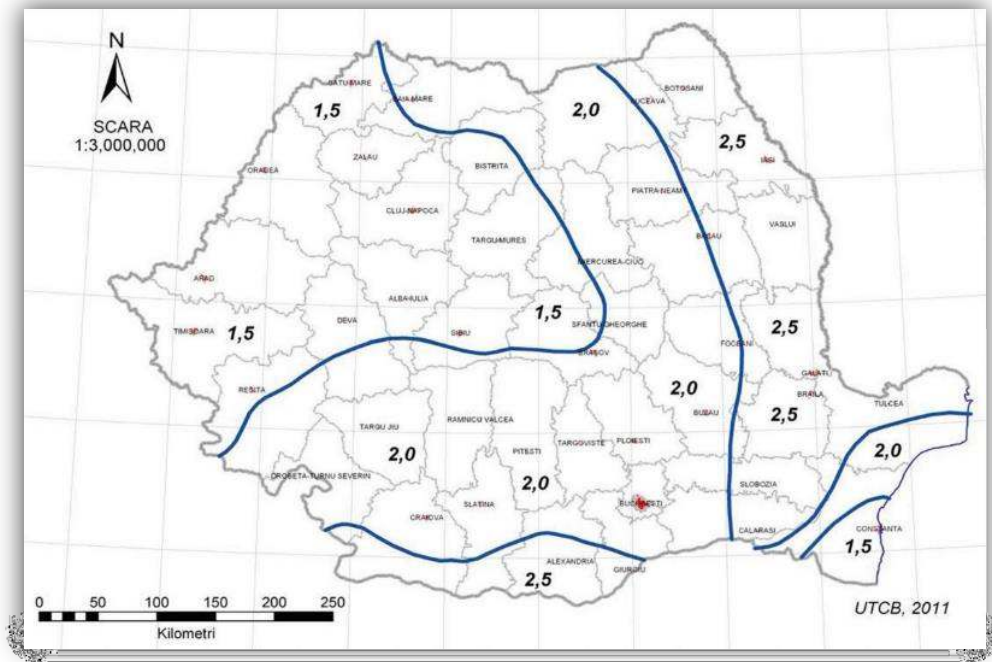 N
SCARA
1:3,000,000
SATU-MARE
BAIA-MARE
BOTOSANI
SUCEAVA
1,5
2,0
2,5
IASI
ZALAU
BISTRITA
ORADEA
PIATRA-NEAM
CLUJ-NAPOCA
VASLUI
TARGU-MURES
BACAU
MIERCUREA-CIUC
ARAD
ALBA-IULIA
DEVA
1,5
SFANTU-GHEORGHE
2,5
TIMISOARA
1,5
SIBIU
FOCSANI
BRASOV
GALATI
RESITA
2,0
BRAILA
TULCEA
BUZAU
2,5
RAMNICU VALCEA
TARGU JIU
TARGOVISTE
PLOIESTI
2,0
PITESTI
2,0
DROBETA-TURNU SEVERIN
2,0
SLOBOZIA
SLATINA
BUCURESTI
CRAIOVA
CALARASI
CONSTANTA
1,5
ALEXANDRIA
GIURGIU
2,5
0 50 100 150 200 250
Kilometri
UTCB, 2011